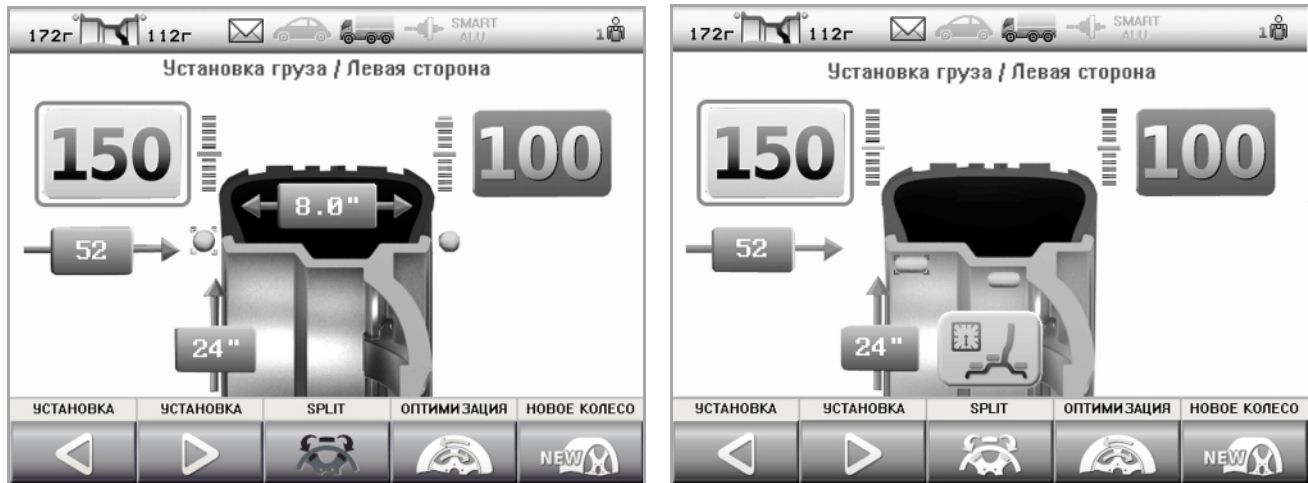 172г 112г SMART ALU 1
Установка груза / Левая сторона
150 100
8.0"
52
24"
УСТАНОВКА УСТАНОВКА SPLIT ОПТИМИЗАЦИЯ НОВОЕ КОЛЕСО
NEW
172г 112г SMART ALU 1
Установка груза / Левая сторона
150 100
52
24"
УСТАНОВКА УСТАНОВКА SPLIT ОПТИМИЗАЦИЯ НОВОЕ КОЛЕСО
NEW